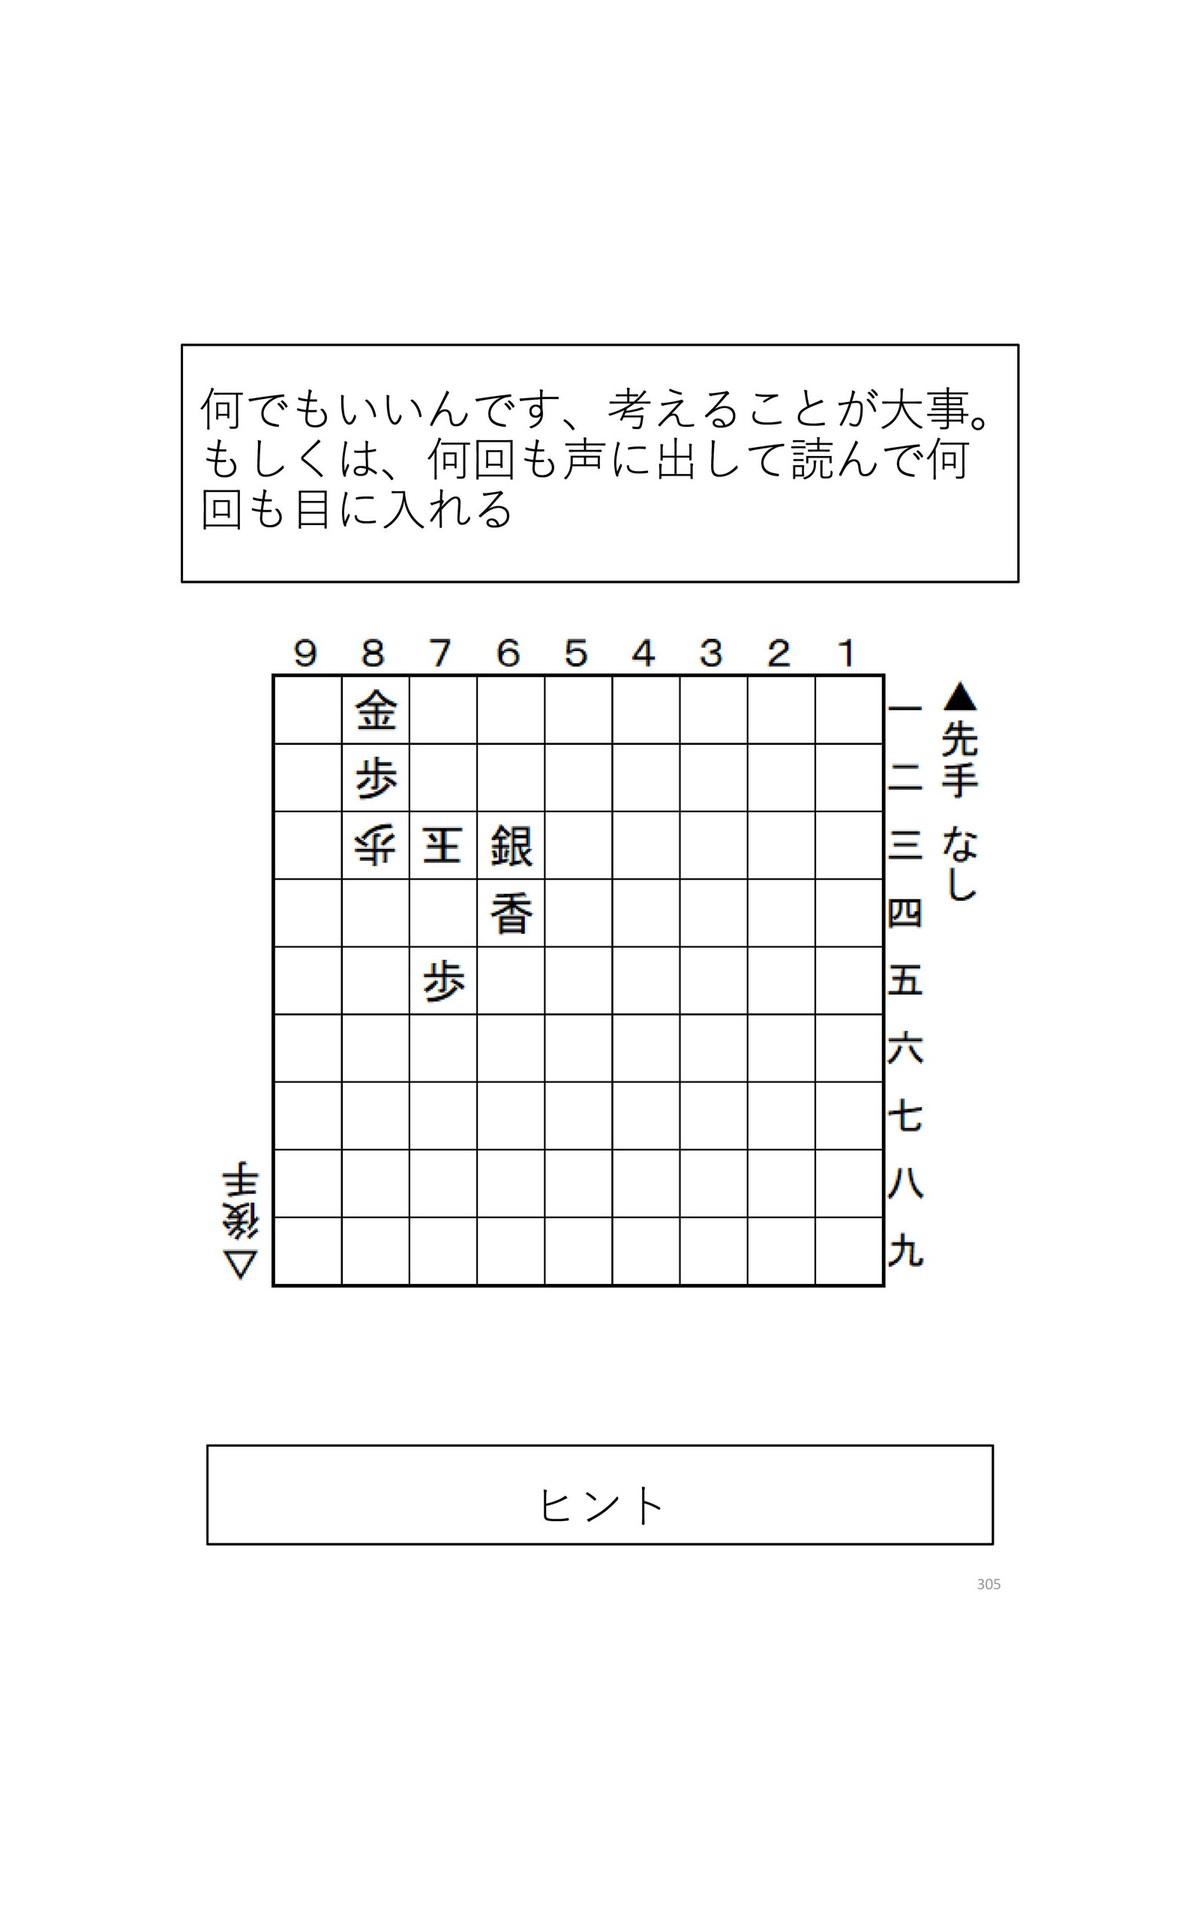 何でもいいんです、考えることが大事。
もしくは、何回も声に出して読んで何
回も目に入れる
9 8 7 6 5 4 3 2 1
金 一
歩 二
歩 王 銀 三
香 四
歩 五
六
七
八
九
▲先手 なし
△後手
ヒント
305